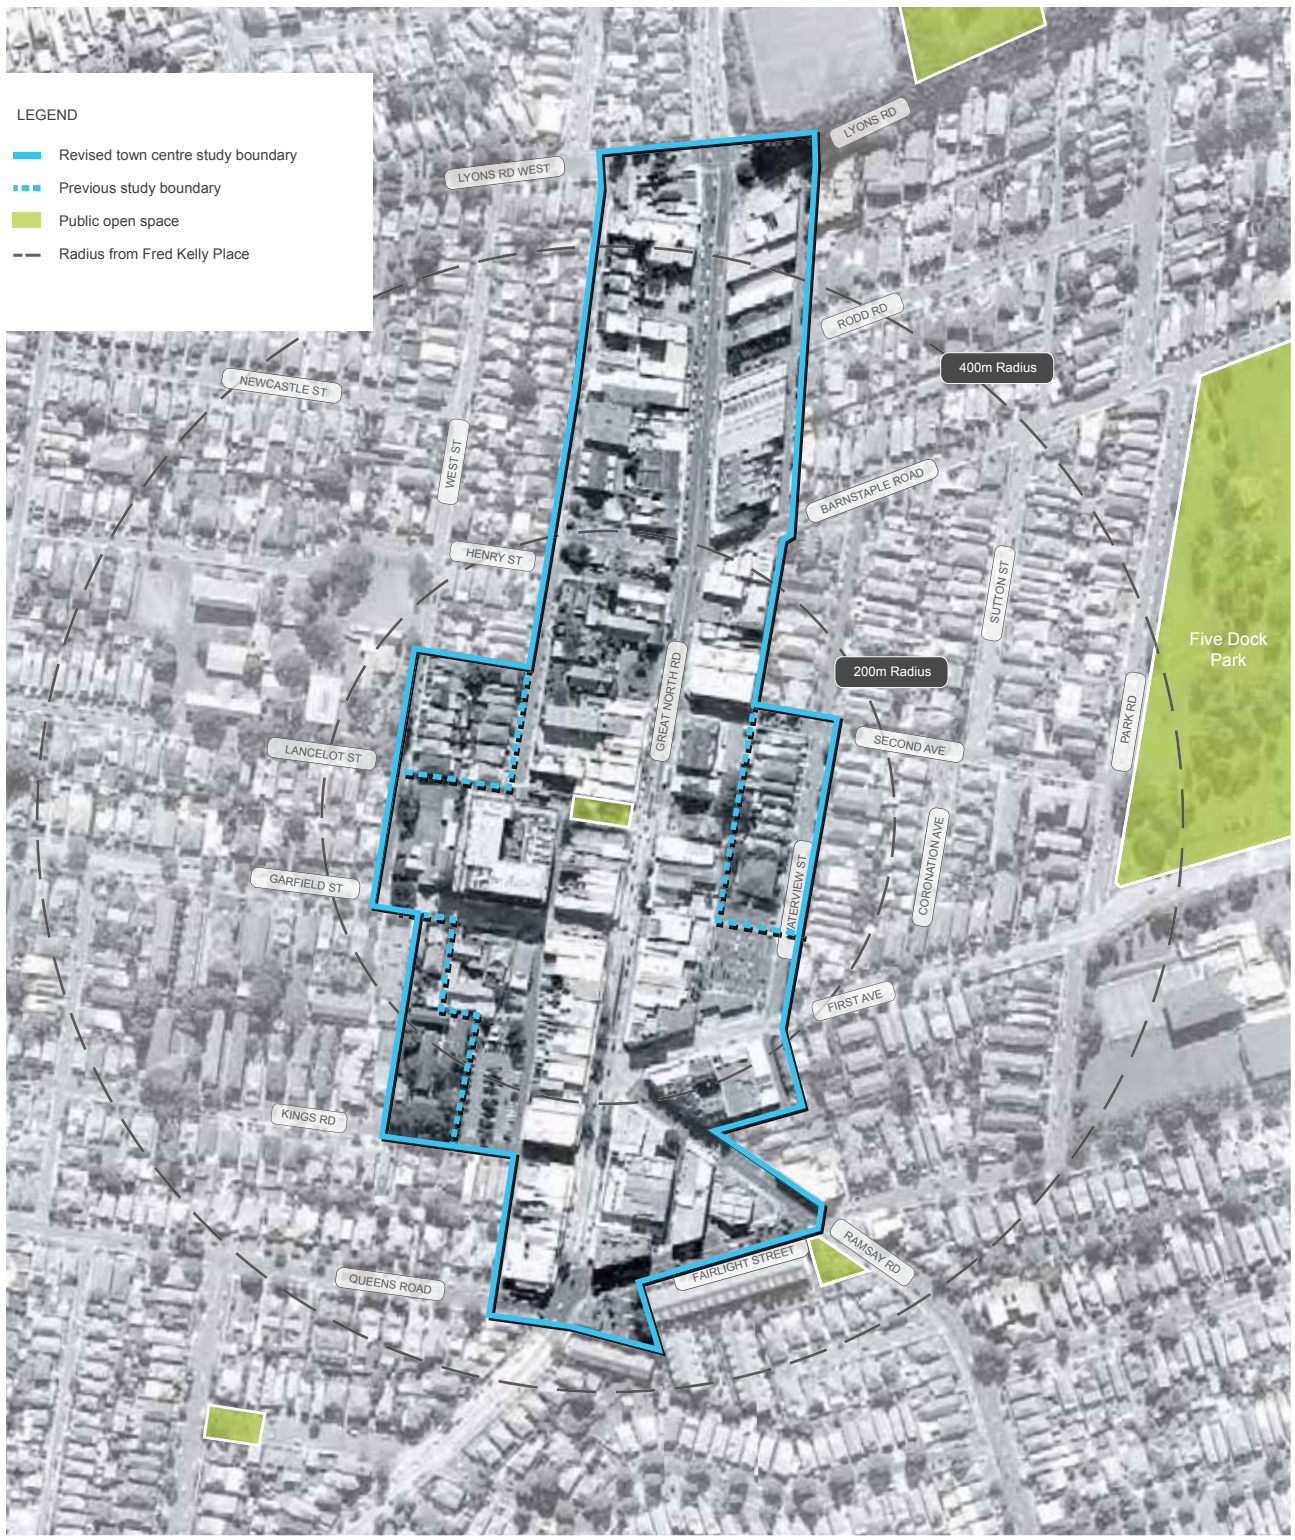 LEGEND
Revised town centre study boundary
Previous study boundary
Public open space
Radius from Fred Kelly Place
LYONS RD
LYONS RD WEST
RODD RD
400m Radius
NEWCASTLE ST
WEST ST
BARNSTAPLE ROAD
HENRY ST
SUTTON ST
Five Dock
Park
200m Radius
GREAT NORTH RD
PARK RD
SECOND AVE
LANCELOT ST
CORONATION AVE
ATERVIEW ST
GARFIELD ST
FIRST AVE
KINGS RD
RAMSAY RD
FAIRLIGHT STREET
QUEENS ROAD